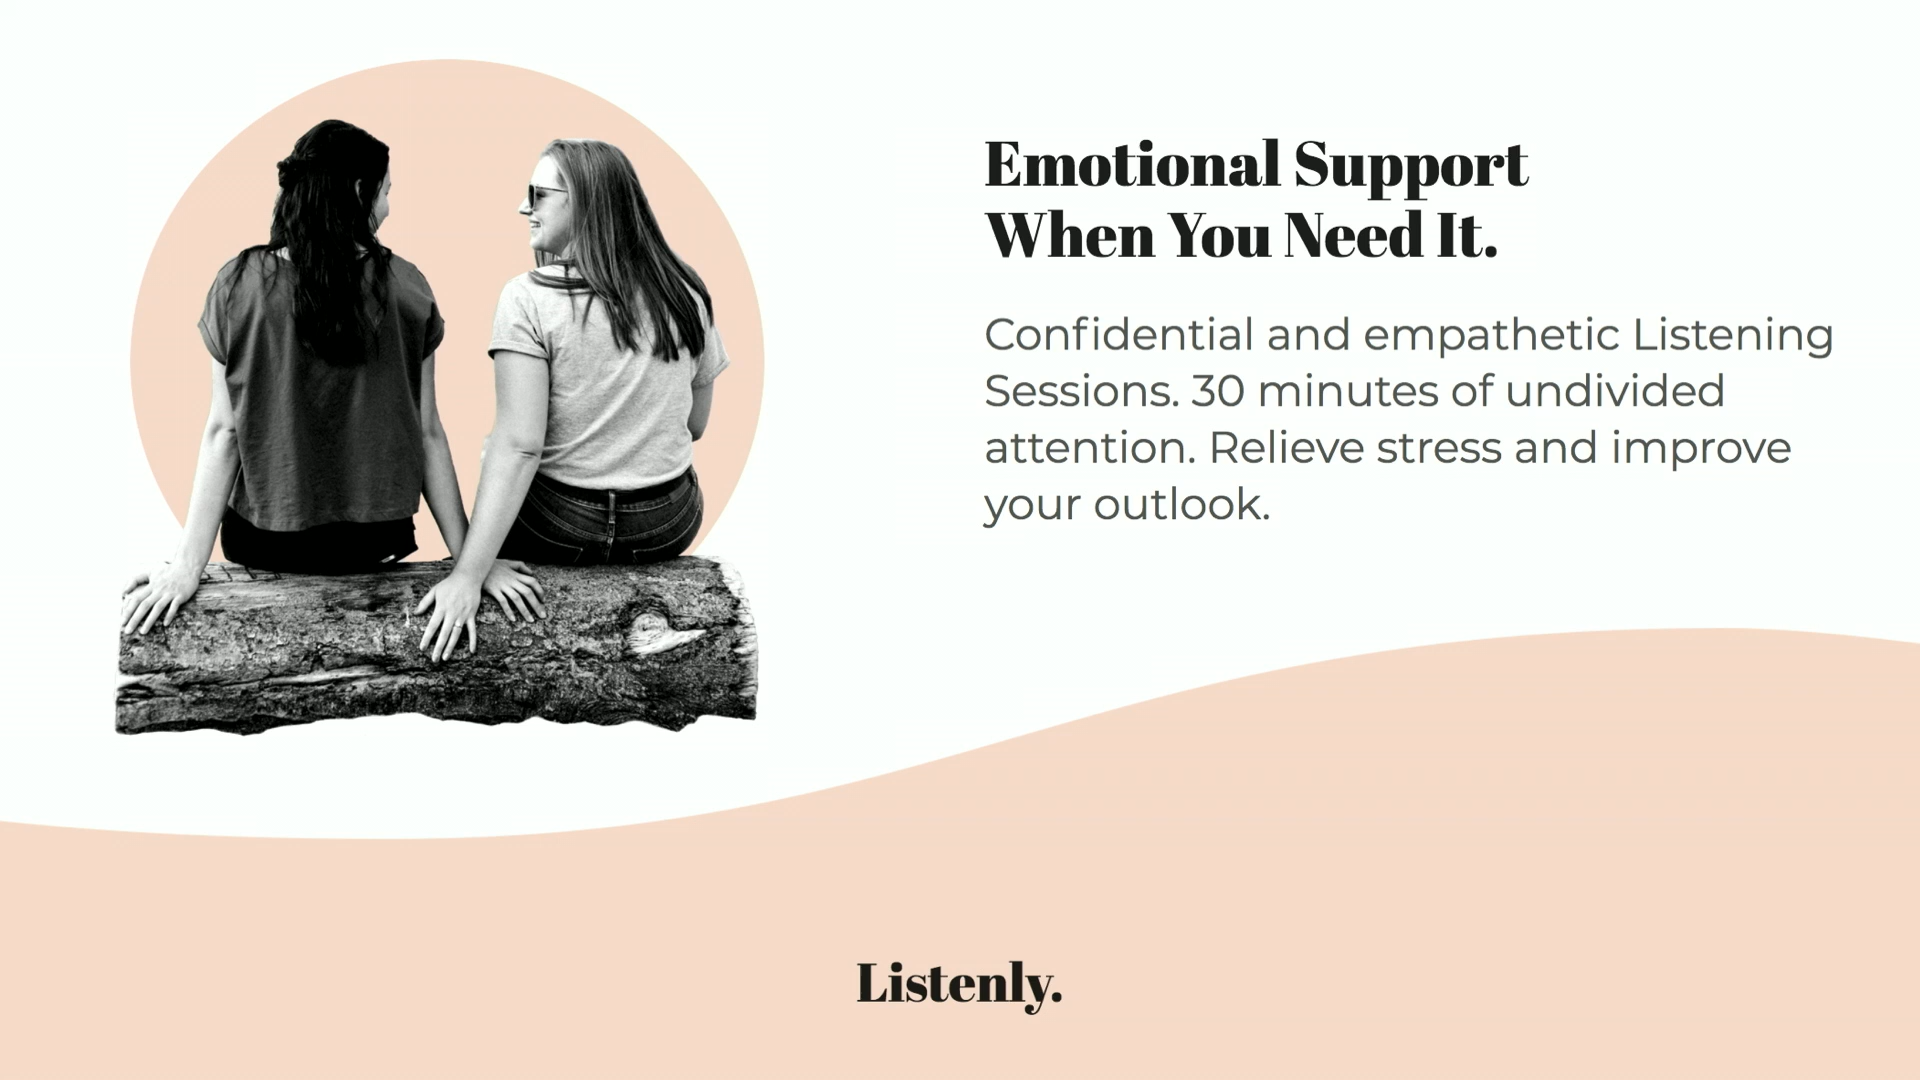 Emotional Support
When You Need It.
Confidential and empathetic Listening
Sessions. 30 minutes of undivided
attention. Relieve stress and improve
your outlook.
Listenly.